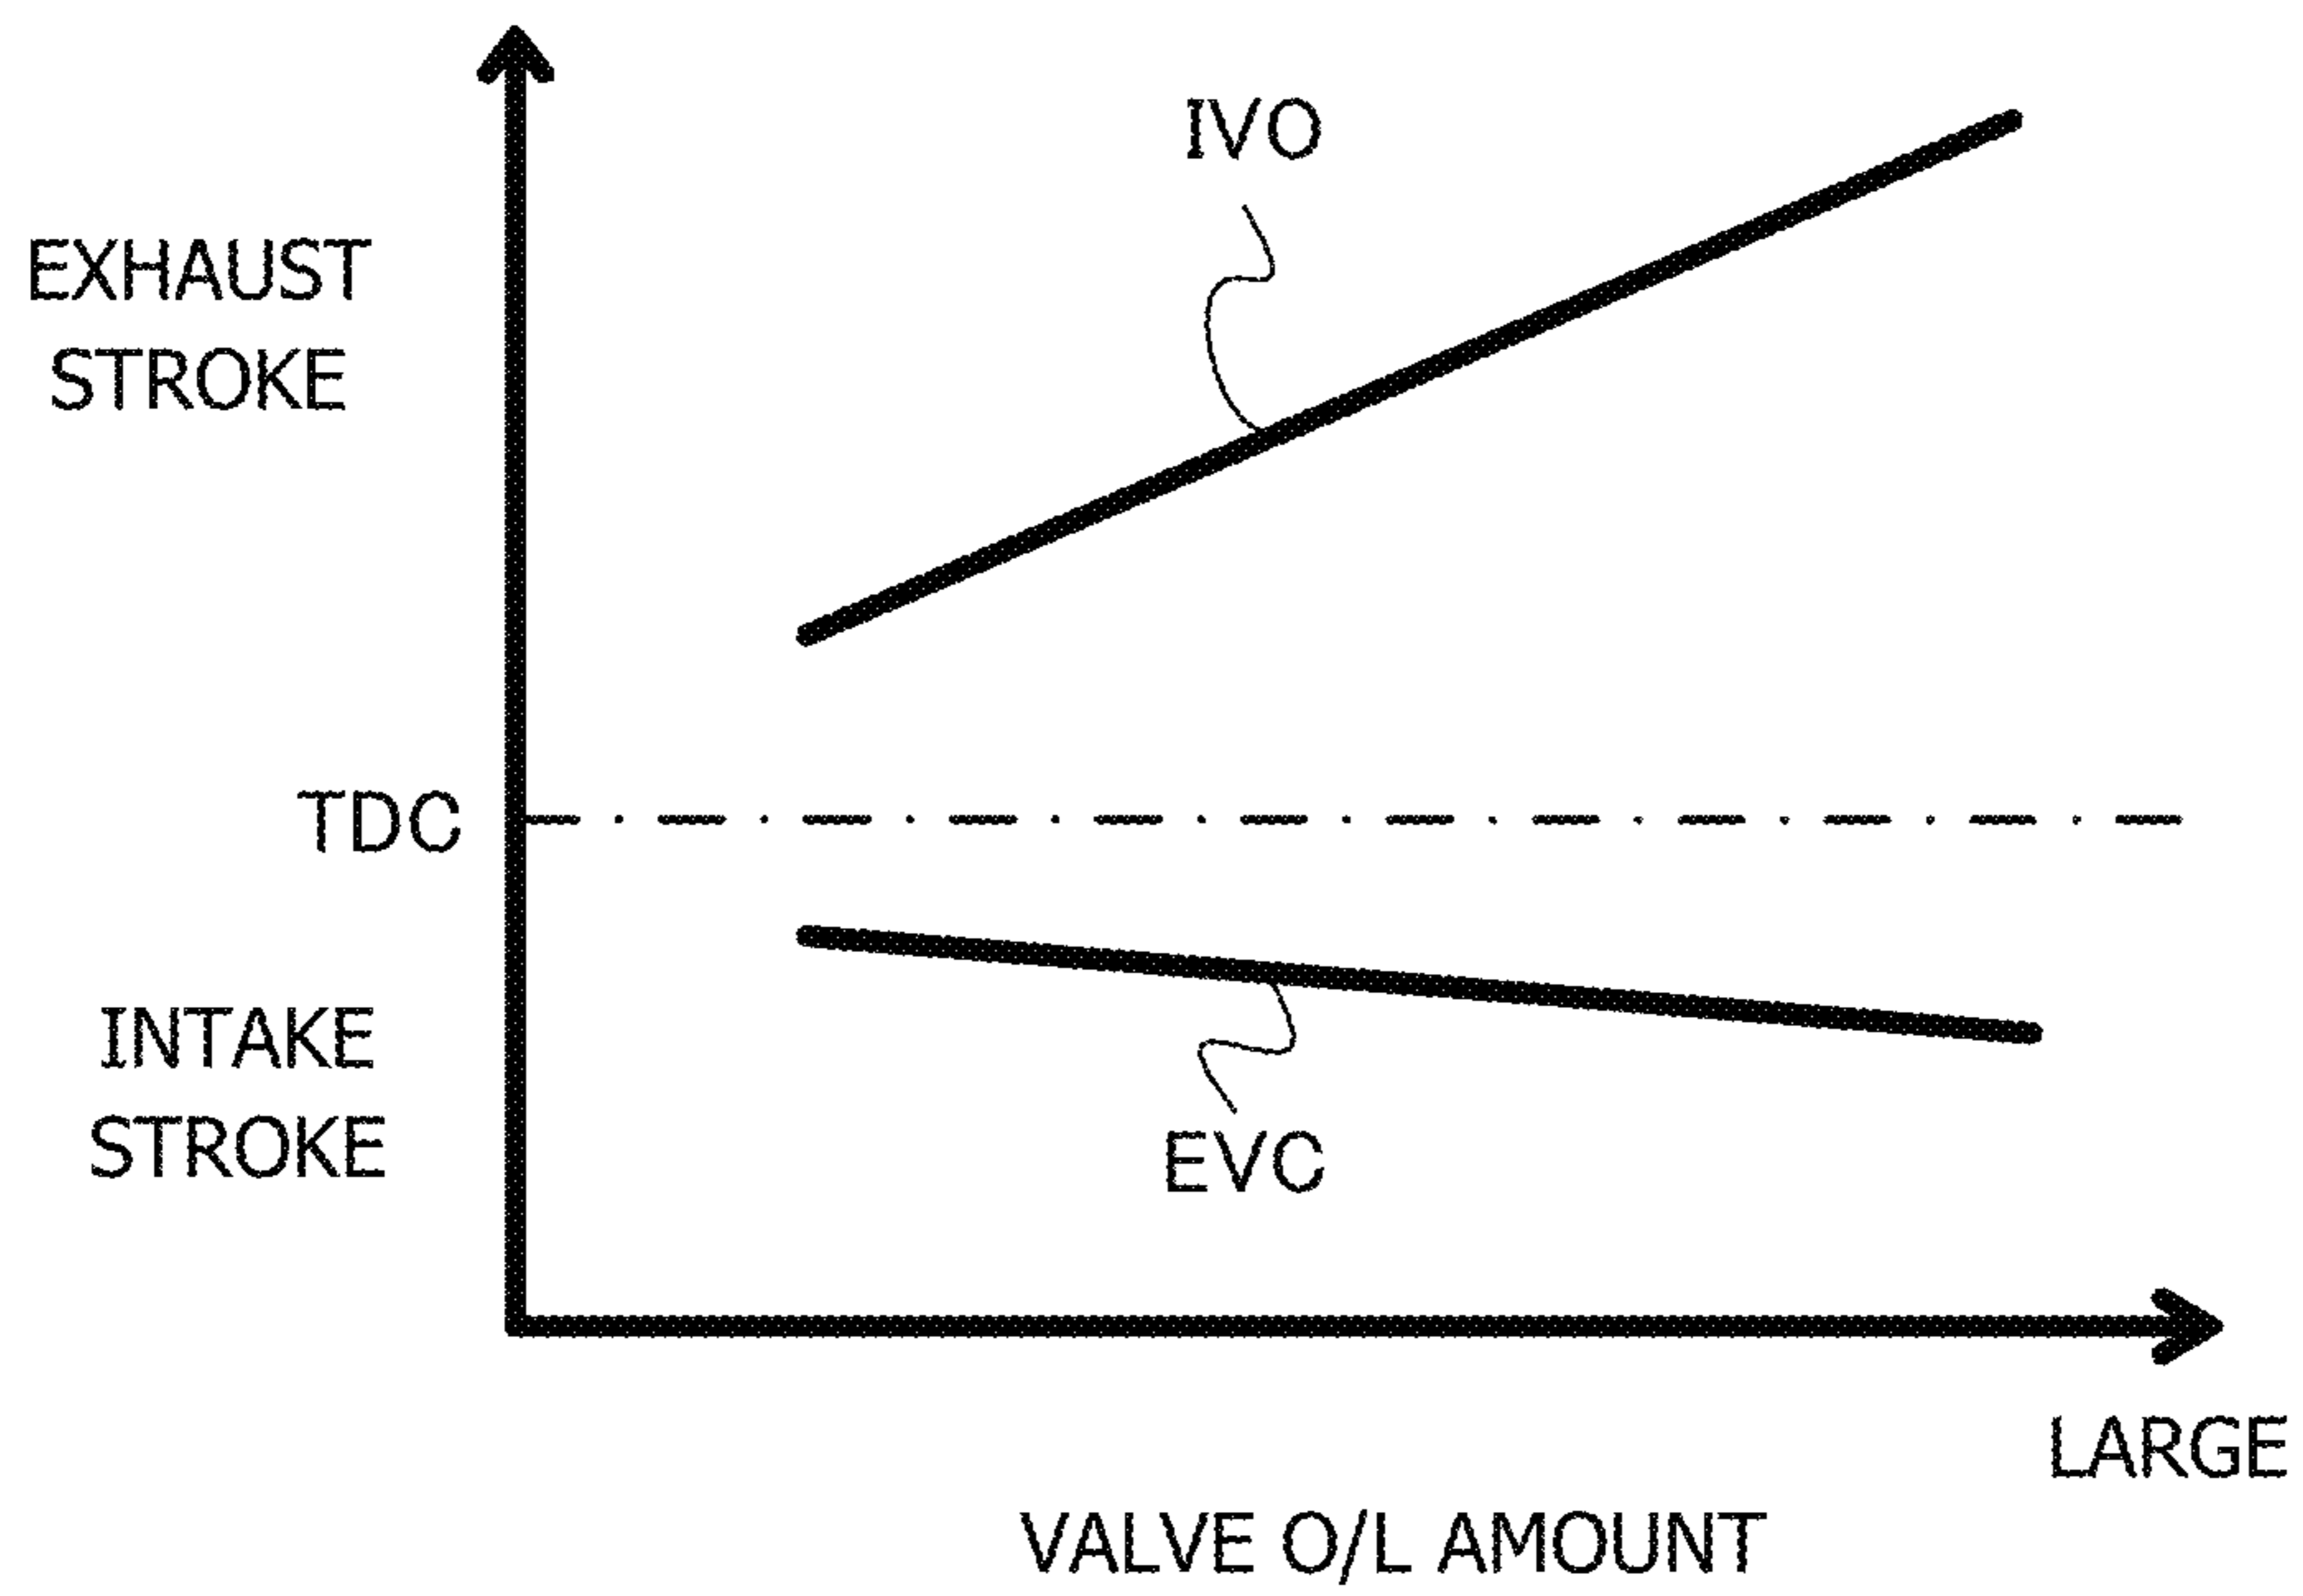 IVO
EXHAUST
STROKE
TDC
INTAKE
STROKE
EVC
LARGE
VALVE O/L AMOUNT